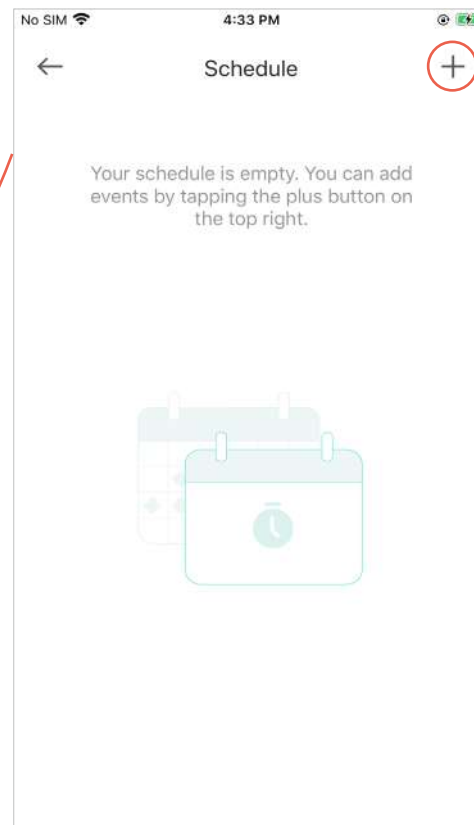 No SIM 4:33 PM
Schedule
Your schedule is empty. You can add
events by tapping the plus button on
the top right.